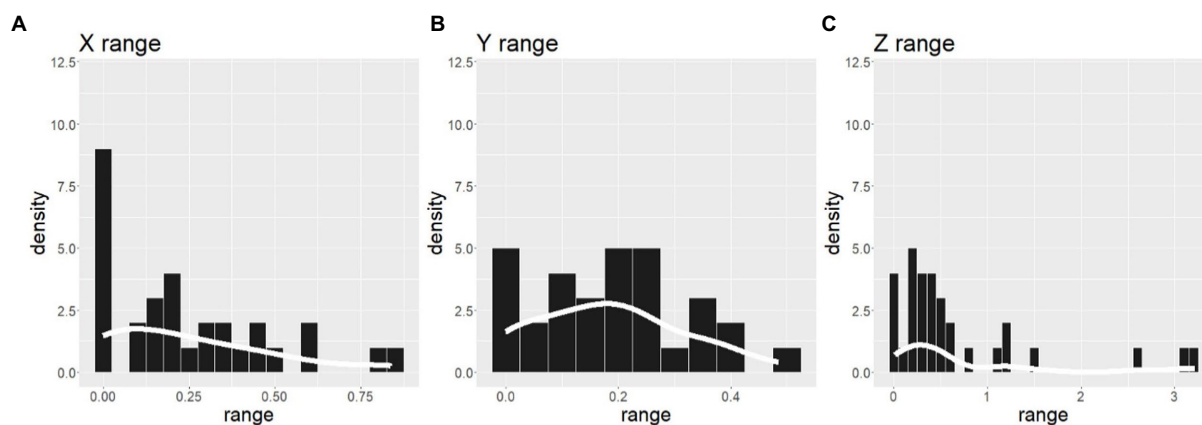 A B C
X range Y range Z range
12.5 12.5 12.5
10.0 10.0 10.0
7.5 7.5 7.5
density density density
5.0 5.0 5.0
2.5 2.5 2.5
0.0 0.0 0.0
0.00 0.25 0.50 0.75 0.0 0.2 0.4 0 1 2 3
range range range